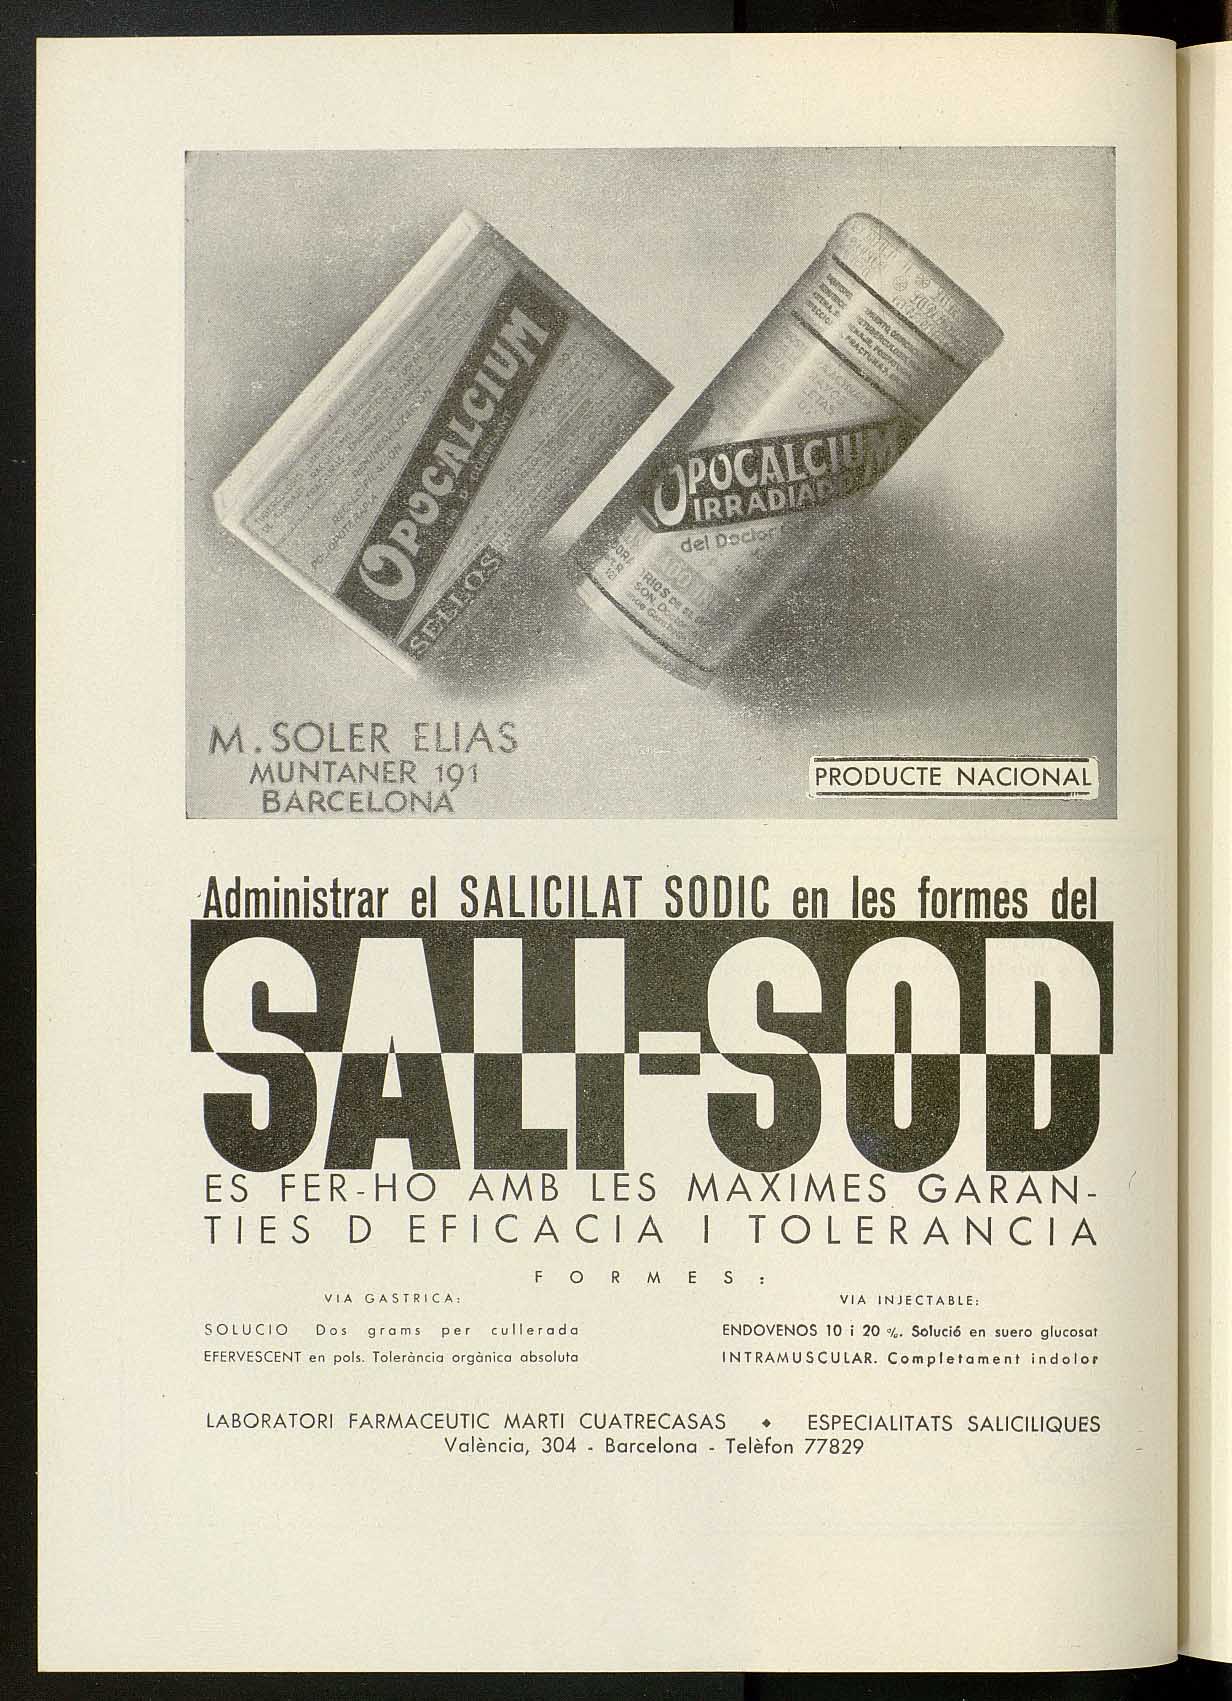 OPOCALCIUM
SELLOS
OPOCALCIUM
IRRADIADO
del Doctor
M. SOLER ELIAS
MUNTANER 191
BARCELONA
PRODUCTE NACIONAL
Administrar el SALICILAT SODIC en les formes del
SALI-SOD
ES FER-HO AMB LES MAXIMES GARAN-
TIES D EFICACIA I TOLERANCIA
FORMES:
VIA GASTRICA:
SOLUCIO Dos grams per cullerada
EFERVESCENT en pols. Tolerància orgànica absoluta
VIA INJECTABLE:
ENDOVENOS 10 i 20 %. Solució en suero glucosat
INTRAMUSCULAR. Completament indolor
LABORATORI FARMACEUTIC MARTI CUATRECASAS ♦ ESPECIALITATS SALICILIQUES
València, 304 - Barcelona - Telèfon 77829